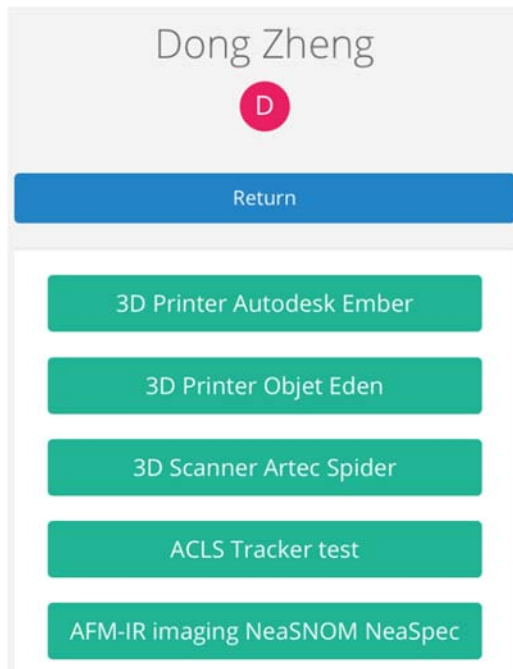 Dong Zheng
D
Return
3D Printer Autodesk Ember
3D Printer Objet Eden
3D Scanner Artec Spider
ACLS Tracker test
AFM-IR imaging NeaSNOM NeaSpec